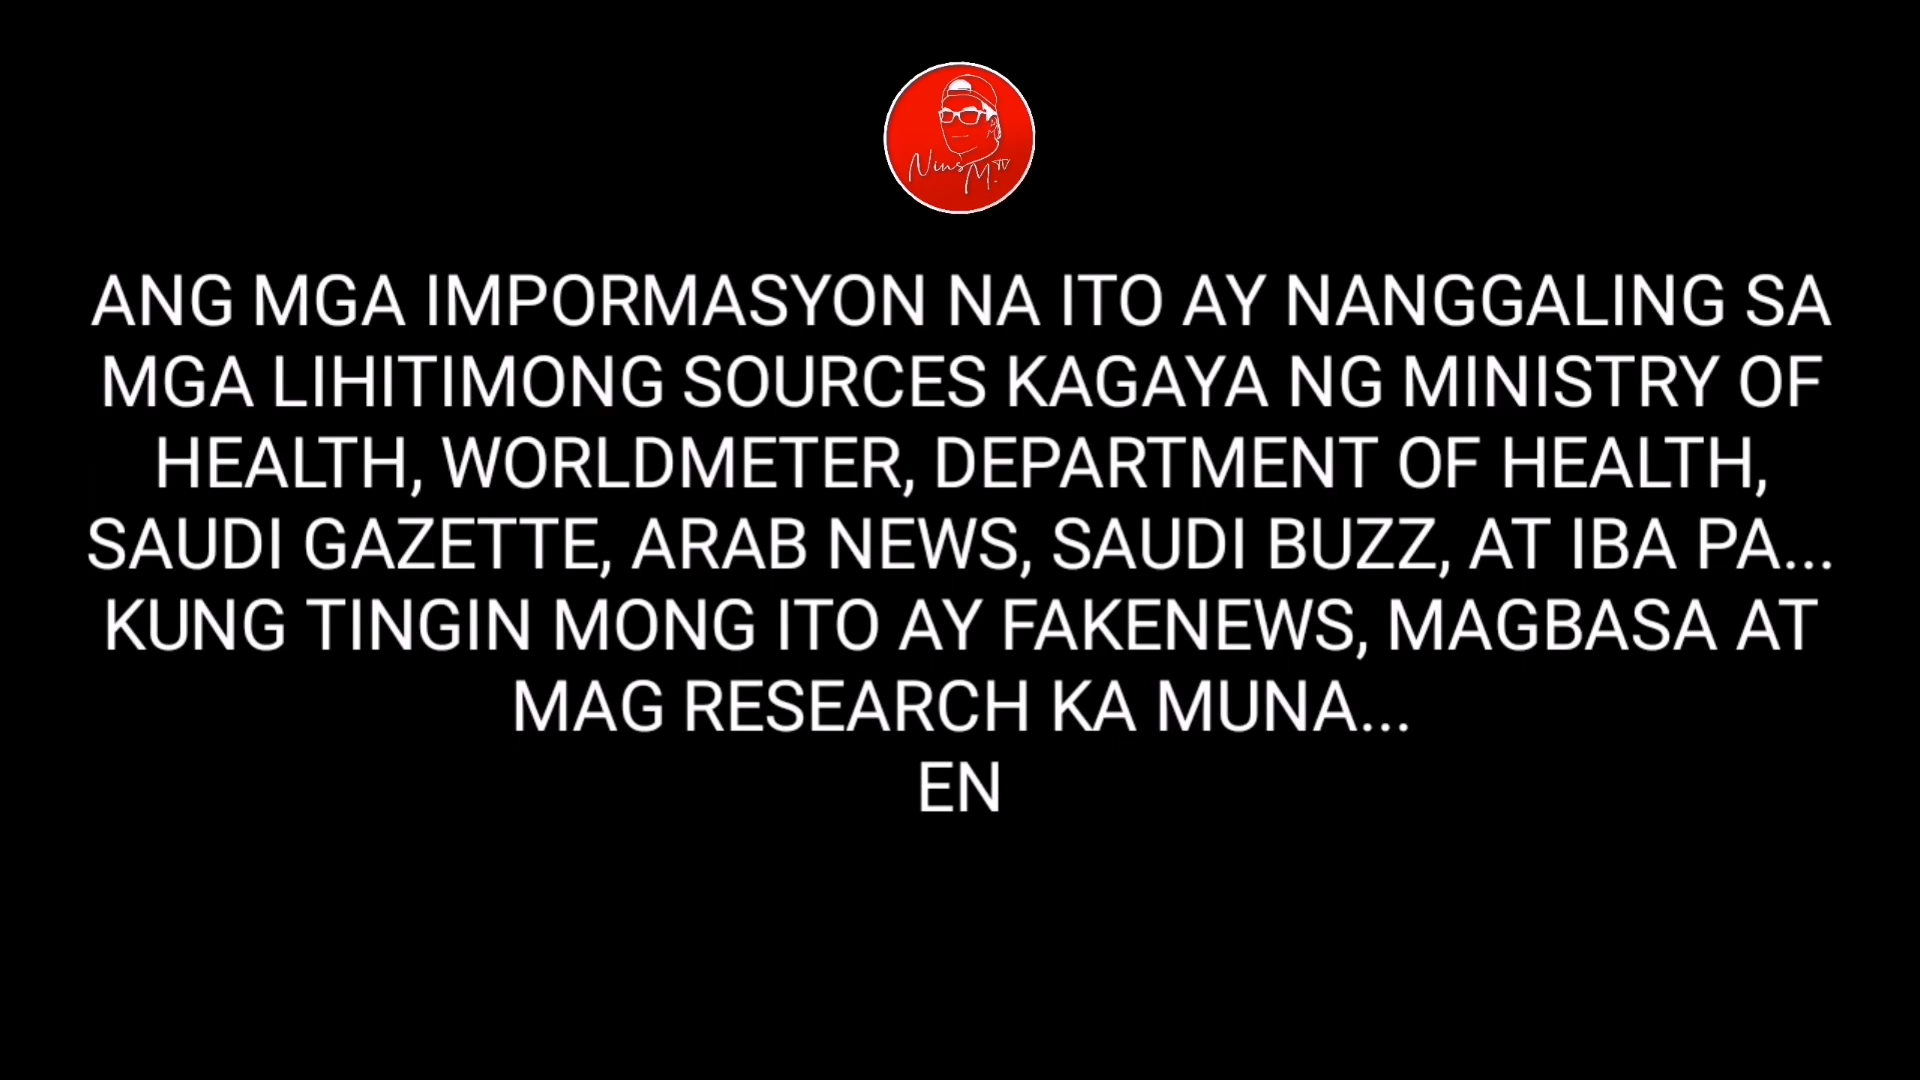 Nins
M.TV
ANG MGA IMPORMASYON NA ITO AY NANGGALING SA
MGA LIHITIMONG SOURCES KAGAYA NG MINISTRY OF
HEALTH, WORLDMETER, DEPARTMENT OF HEALTH,
SAUDI GAZETTE, ARAB NEWS, SAUDI BUZZ, AT IBA PA...
KUNG TINGIN MONG ITO AY FAKENEWS, MAGBASA AT
MAG RESEARCH KA MUNA...
EN